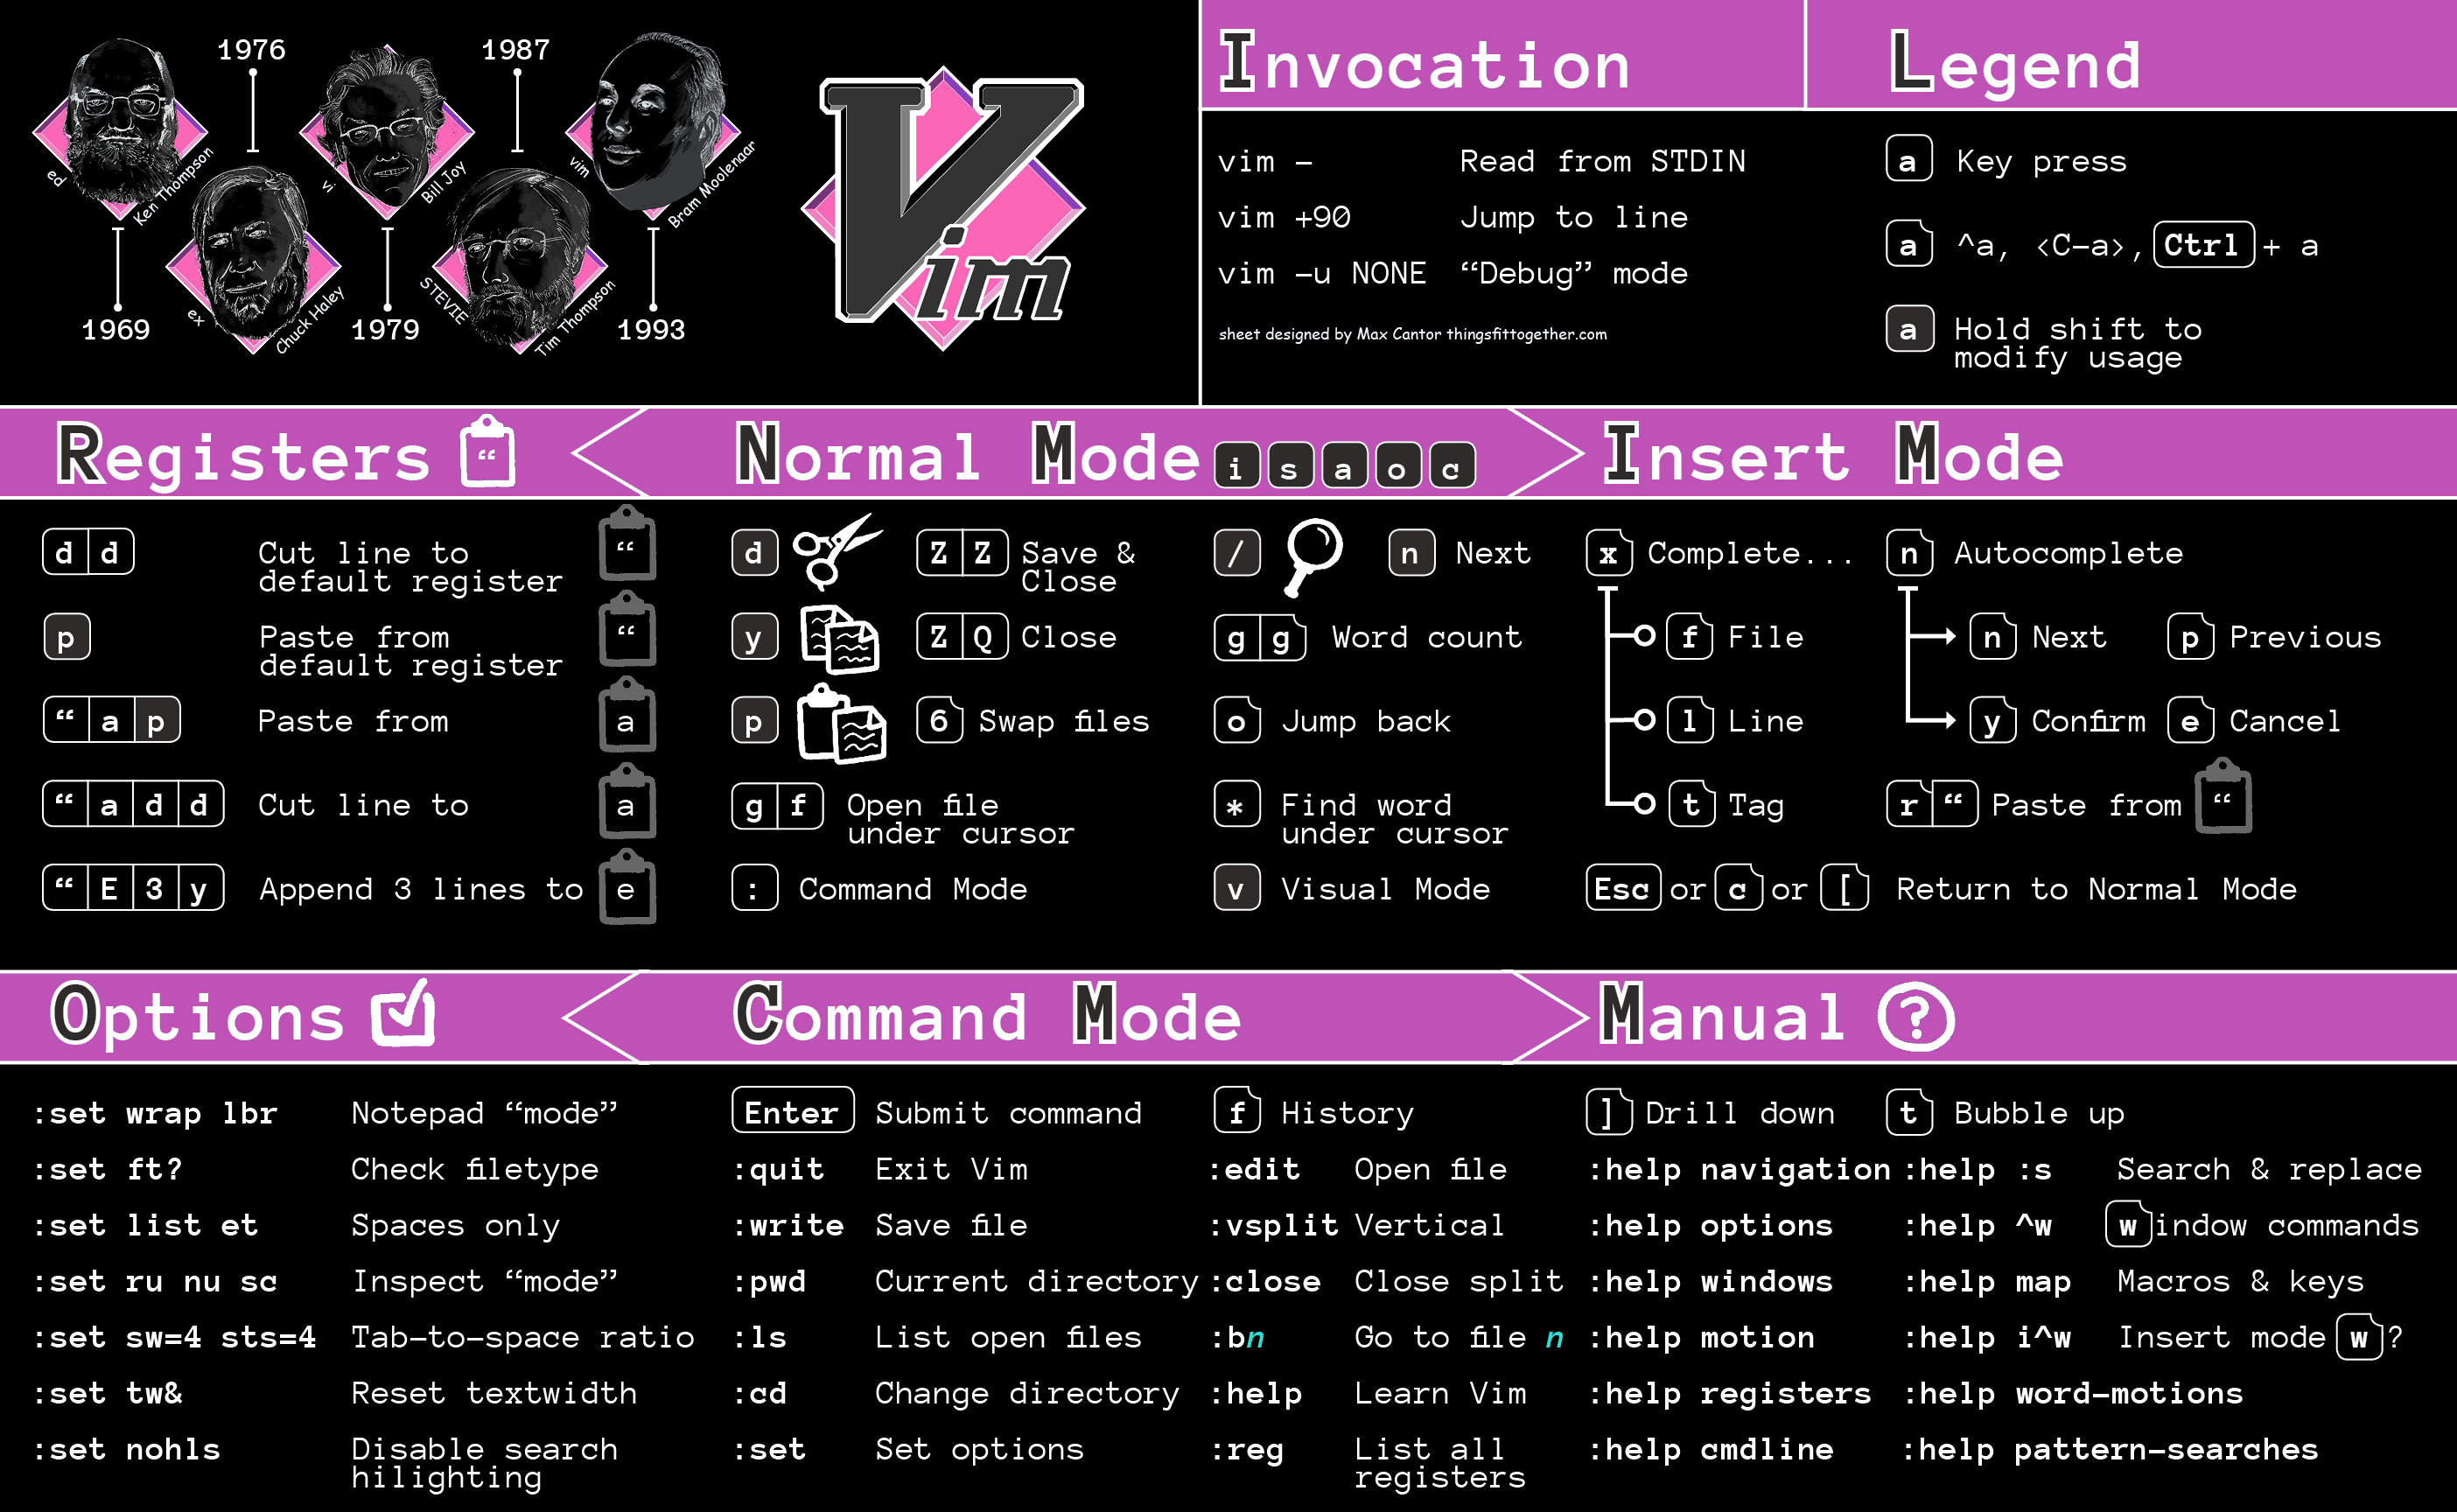 1976
1987
ed
Ken Thompson
vi
Bill Joy
vim
Bram Moolenaar
ex
Chuck Haley
STEVIE
Tim Thompson
1969
1979
1993
Vim
Invocation
vim - Read from STDIN
vim +90 Jump to line
vim -u NONE “Debug” mode
sheet designed by Max Cantor thingsfittogether.com
Legend
a Key press
a ^a, <C-a>, Ctrl + a
a Hold shift to
modify usage
Registers “
d d Cut line to “
default register
p Paste from “
default register
“ a p Paste from a
“ a d d Cut line to a
“ E 3 y Append 3 lines to e
Normal Mode i s a o c
d Z Z Save &
Close
y Z Q Close
p 6 Swap files
g f Open file
under cursor
: Command Mode
/ n Next
g g Word count
o Jump back
* Find word
under cursor
v Visual Mode
Insert Mode
x Complete... n Autocomplete
f File n Next p Previous
l Line y Confirm e Cancel
t Tag r “ Paste from “
Esc or c or [ Return to Normal Mode
Options
:set wrap lbr Notepad “mode”
:set ft? Check filetype
:set list et Spaces only
:set ru nu sc Inspect “mode”
:set sw=4 sts=4 Tab-to-space ratio
:set tw& Reset textwidth
:set nohls Disable search
hilighting
Command Mode
Enter Submit command f History
:quit Exit Vim :edit Open file
:write Save file :vsplit Vertical
:pwd Current directory :close Close split
:ls List open files :bn Go to file n
:cd Change directory :help Learn Vim
:set Set options :reg List all
registers
Manual ?
] Drill down t Bubble up
:help navigation :help :s Search & replace
:help options :help ^w window commands
:help windows :help map Macros & keys
:help motion :help i^w Insert mode w ?
:help registers :help word-motions
:help cmdline :help pattern-searches